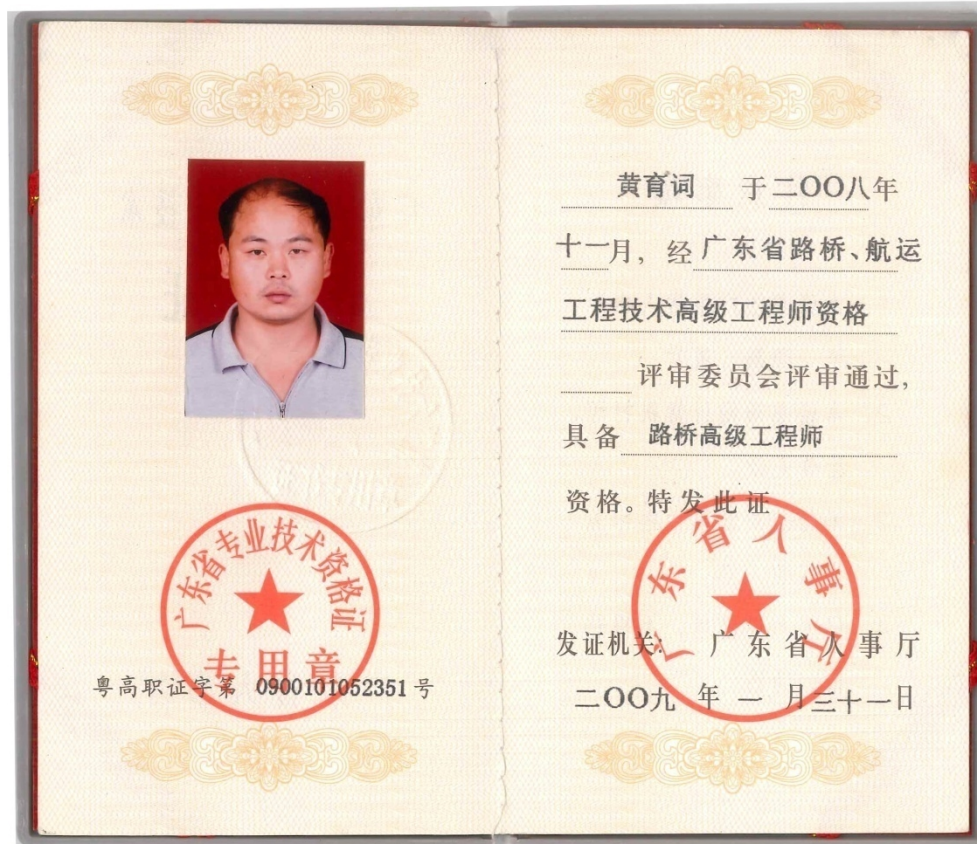 广东省专业技术资格证
专用章
粤高职证字第 0900101052351 号
黄育词 于二〇〇八年
十一月，经广东省路桥、航运
工程技术高级工程师资格
评审委员会评审通过，
具备 路桥高级工程师
资格。特发此证
广东省人事厅
发证机关: 广东省人事厅
二〇〇九 年 一 月三十一日